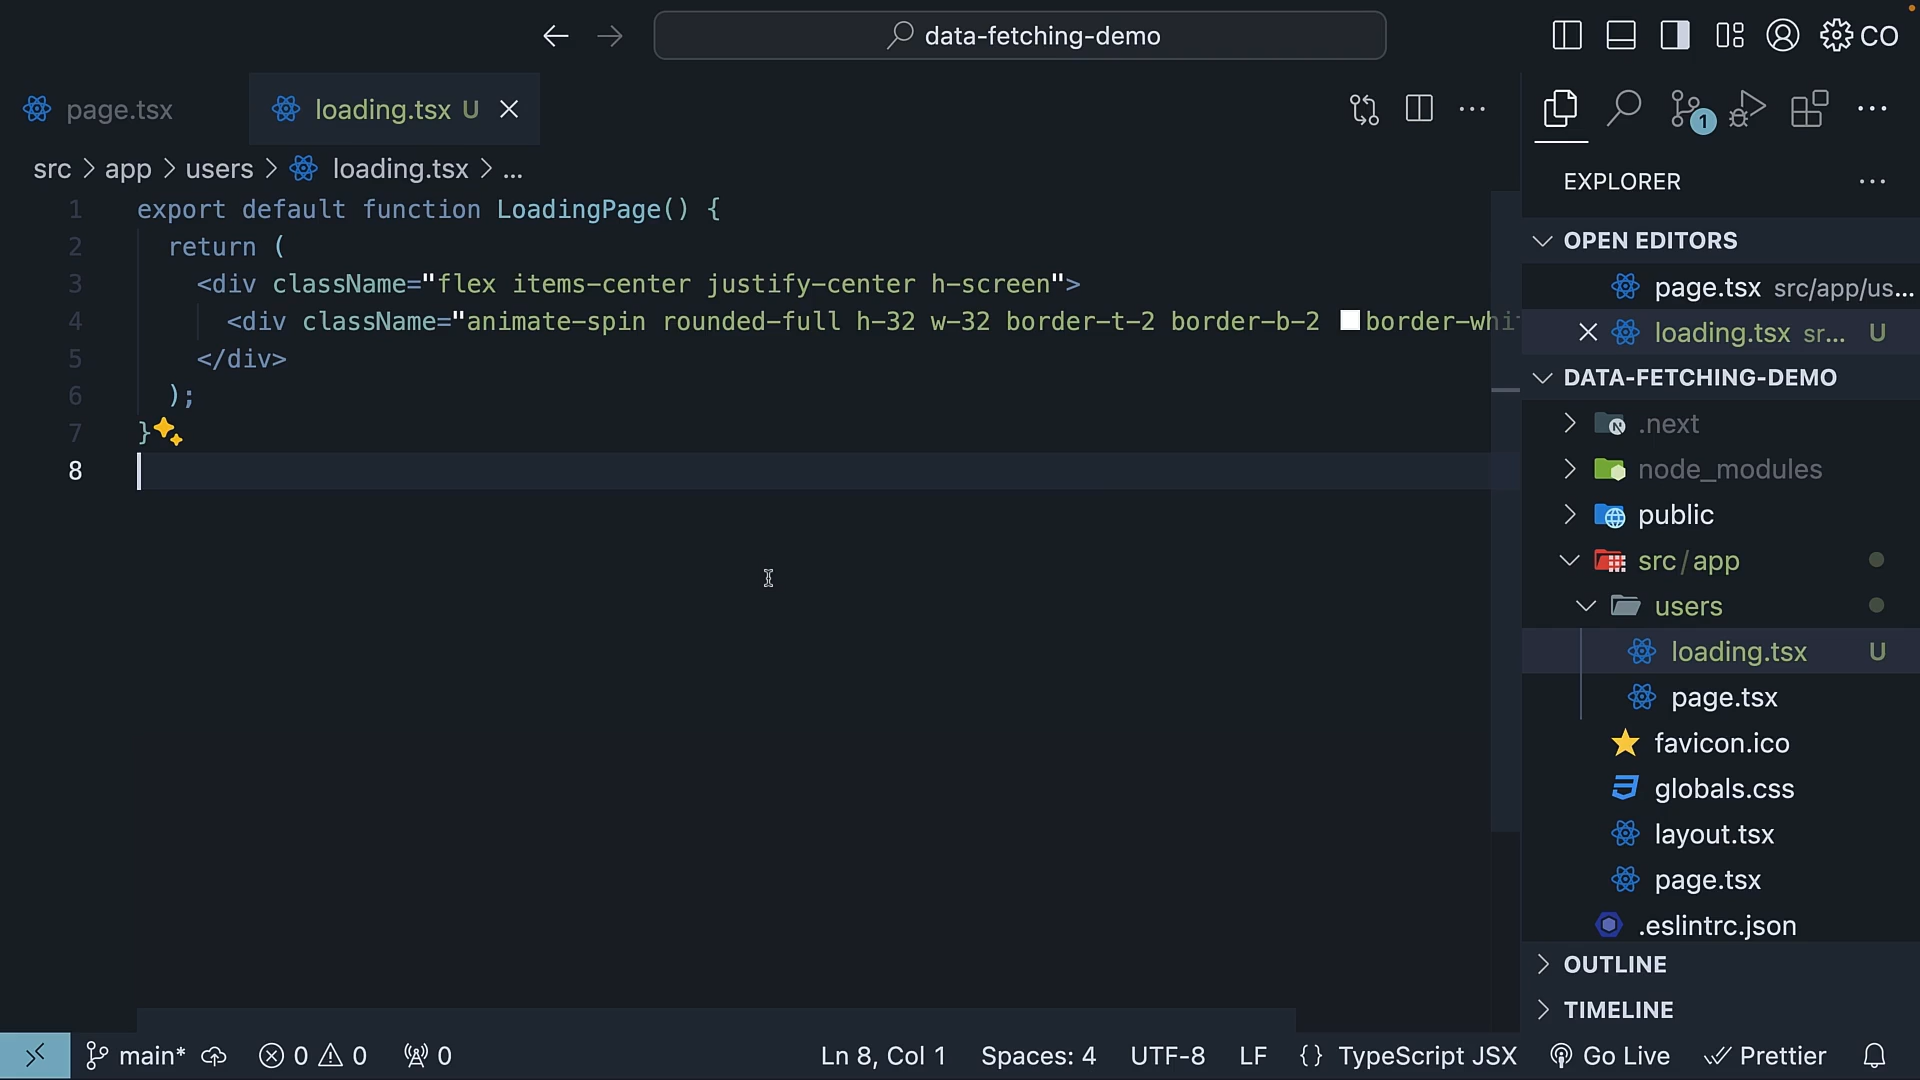 data-fetching-demo
CO
page.tsx
loading.tsx U
src > app > users > loading.tsx > ...
1 export default function LoadingPage() {
2 return (
3 <div className="flex items-center justify-center h-screen">
4 <div className="animate-spin rounded-full h-32 w-32 border-t-2 border-b-2 border-whi
5 </div>
6 );
7 }
8
1
EXPLORER
OPEN EDITORS
page.tsx src/app/us...
loading.tsx sr... U
DATA-FETCHING-DEMO
.next
node_modules
public
src/app
users
loading.tsx U
page.tsx
favicon.ico
globals.css
layout.tsx
page.tsx
.eslintrc.json
OUTLINE
TIMELINE
main* 0 0 0 Ln 8, Col 1 Spaces: 4 UTF-8 LF {} TypeScript JSX Go Live Prettier